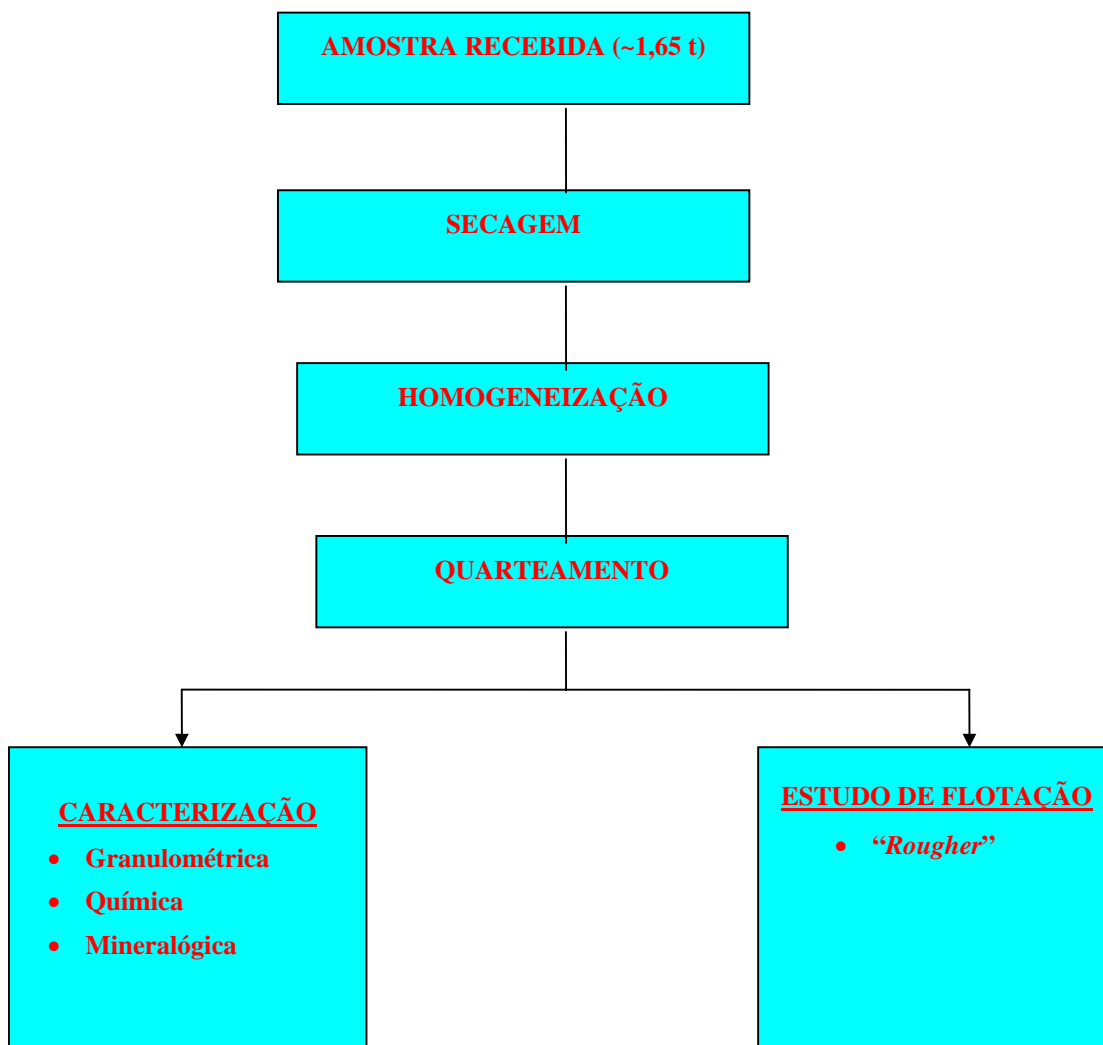 AMOSTRA RECEBIDA (~1,65 t)
SECAGEM
HOMOGENEIZAÇÃO
QUARTEAMENTO
CARACTERIZAÇÃO
• Granulométrica
• Química
• Mineralógica
ESTUDO DE FLOTAÇÃO
• “Rougher”